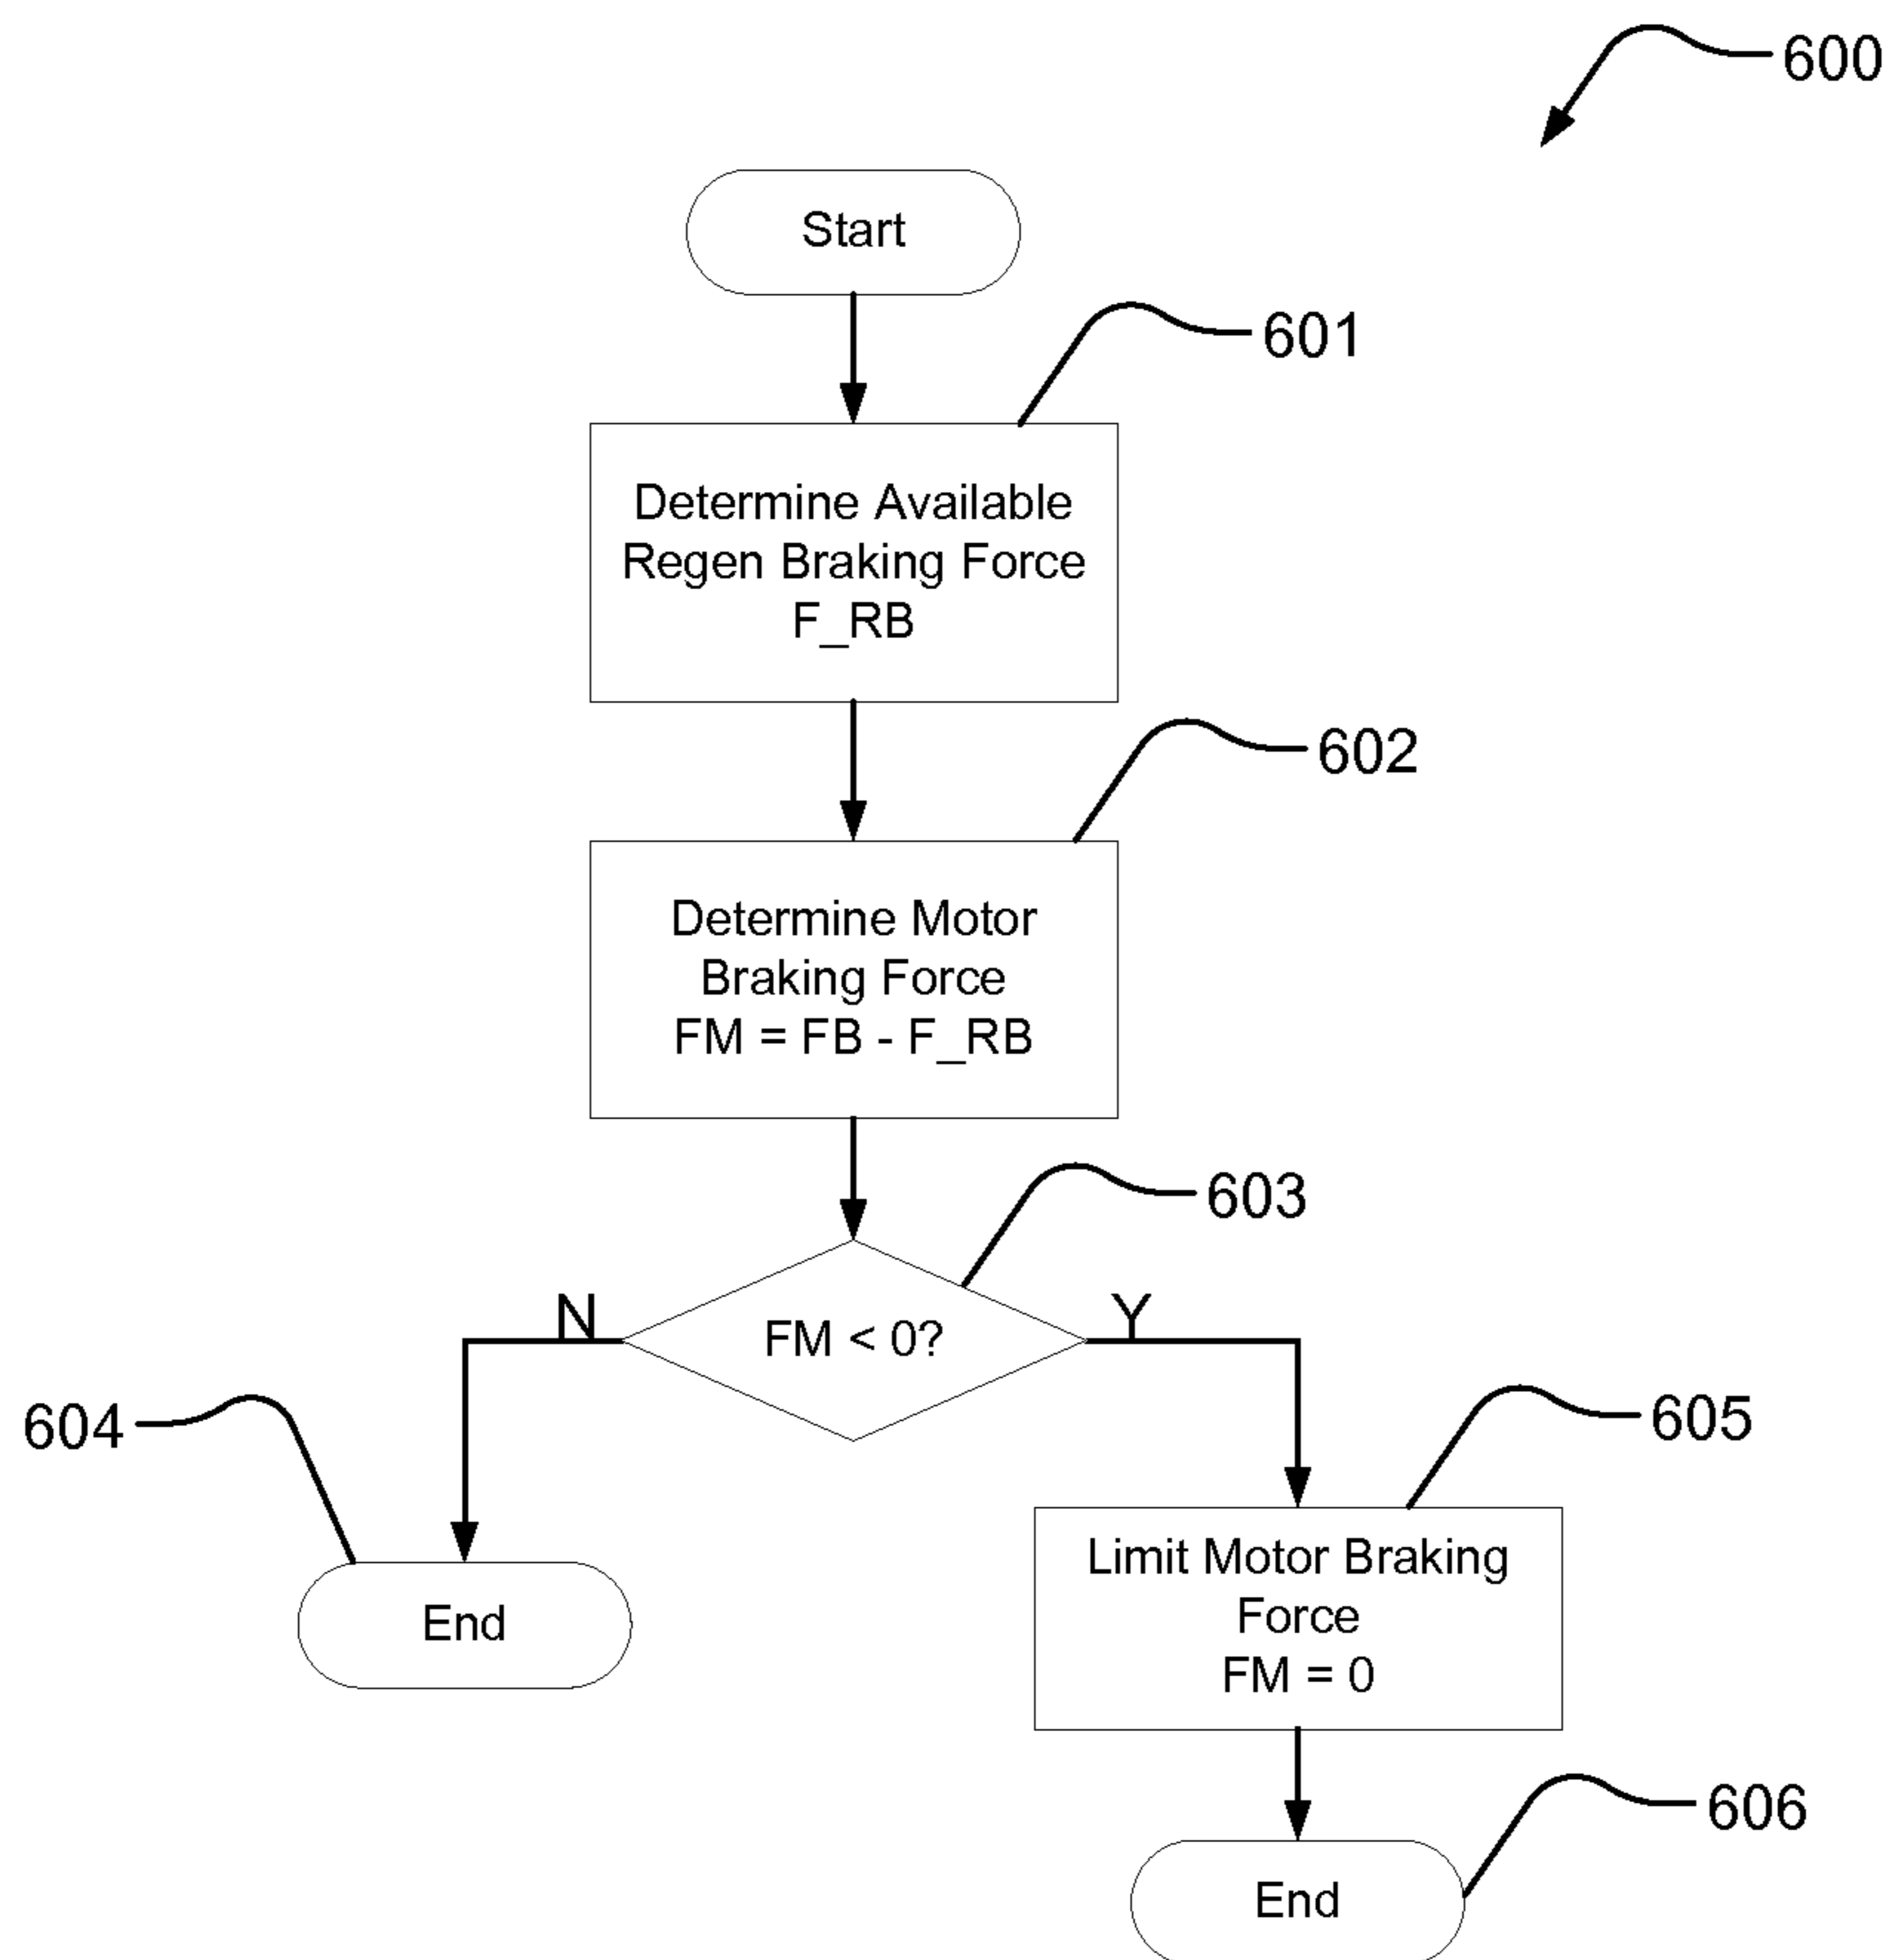 600
Start
601
Determine Available
Regen Braking Force
F_RB
602
Determine Motor
Braking Force
FM = FB - F_RB
603
N
FM < 0?
Y
604
605
End
Limit Motor Braking
Force
FM = 0
606
End